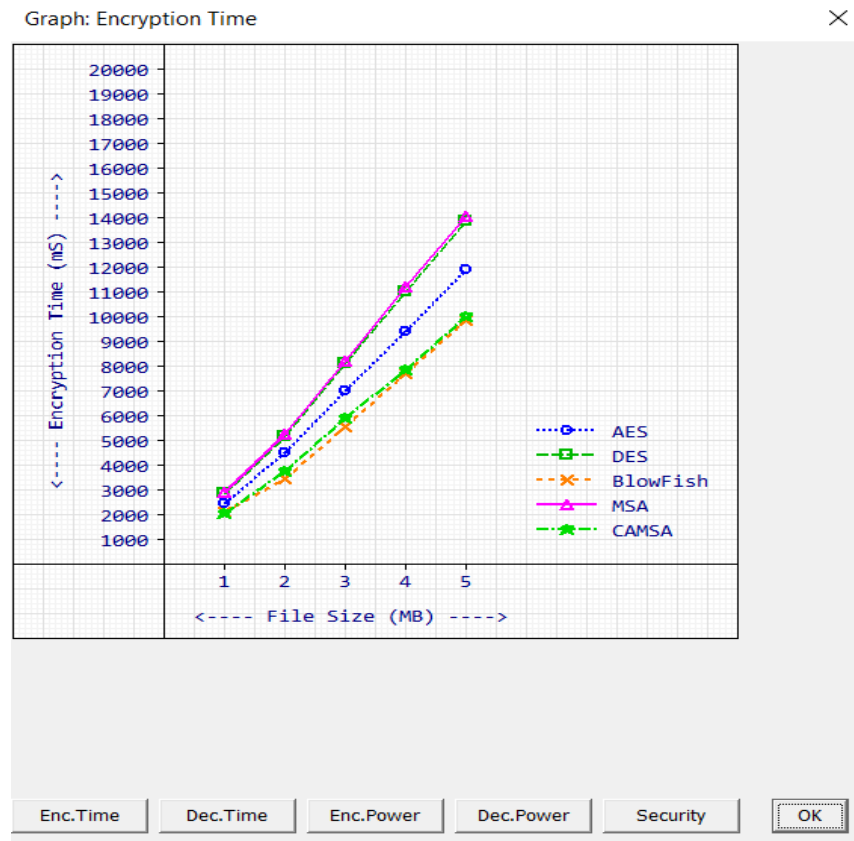 Graph: Encryption Time
20000
19000
18000
17000
16000
15000
14000
13000
12000
11000
10000
9000
8000
7000
6000
5000
4000
3000
2000
1000
<---- Encryption Time (mS) ---->
AES
DES
BlowFish
MSA
CAMSA
1 2 3 4 5
<---- File Size (MB) ---->
Enc.Time Dec.Time Enc.Power Dec.Power Security OK